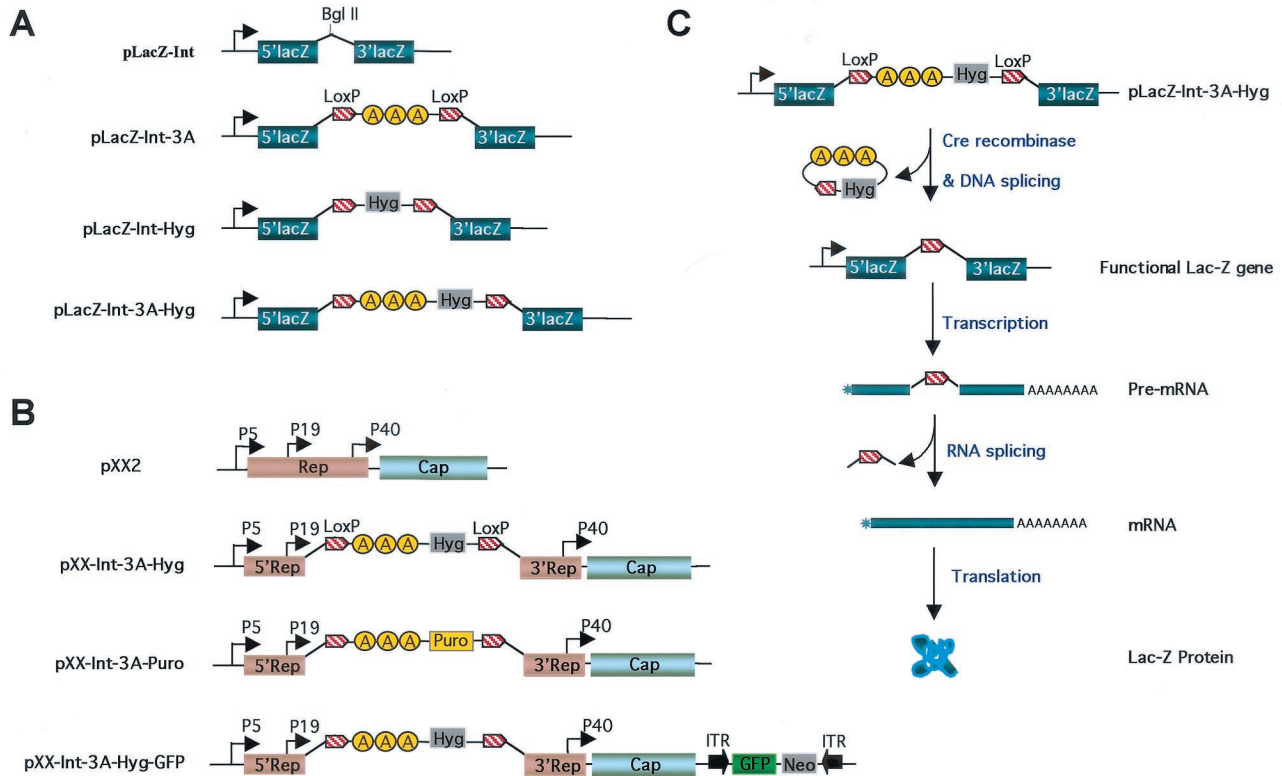 A
Bgl II
pLacZ-Int
5'lacZ 3'lacZ
LoxP LoxP
A A A
pLacZ-Int-3A
5'lacZ 3'lacZ
Hyg
pLacZ-Int-Hyg
5'lacZ 3'lacZ
A A A Hyg
pLacZ-Int-3A-Hyg
5'lacZ 3'lacZ
B
P5 P19 P40
pXX2
Rep Cap
P5 P19 LoxP LoxP P40
A A A Hyg
pXX-Int-3A-Hyg
5'Rep 3'Rep Cap
P5 P19 P40
A A A Puro
pXX-Int-3A-Puro
5'Rep 3'Rep Cap
P5 P19 P40
A A A Hyg
ITR ITR
pXX-Int-3A-Hyg-GFP
5'Rep 3'Rep Cap GFP Neo
C
LoxP LoxP
A A A Hyg
5'lacZ 3'lacZ
pLacZ-Int-3A-Hyg
Cre recombinase
A A A
& DNA splicing
Hyg
5'lacZ 3'lacZ
Functional Lac-Z gene
Transcription
*
AAAAAAAA
Pre-mRNA
RNA splicing
*
AAAAAAAA
mRNA
Translation
Lac-Z Protein